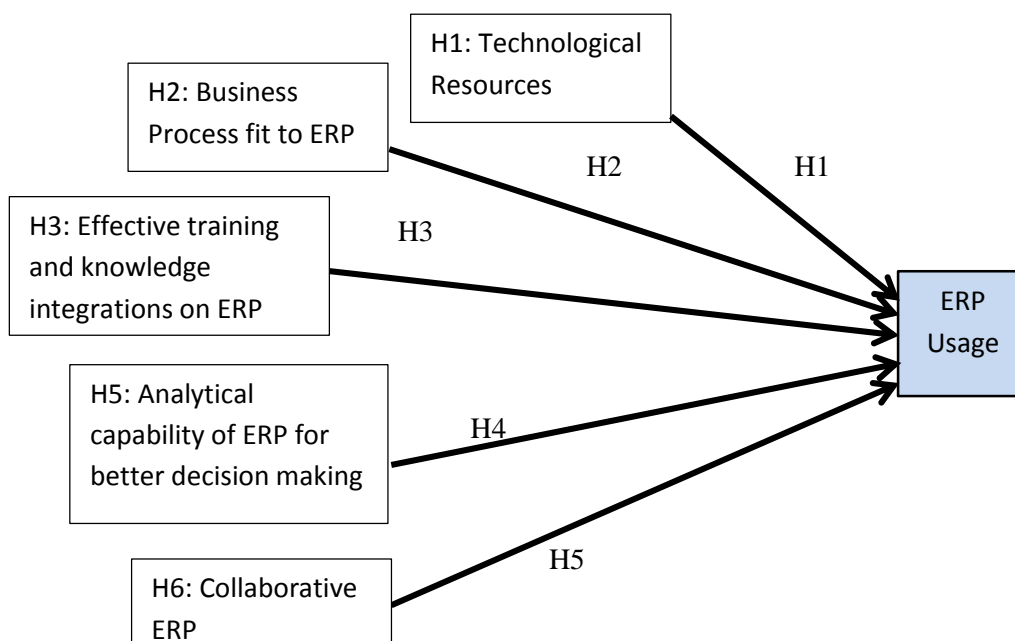 H1: Technological
Resources
H2: Business
Process fit to ERP
H2
H1
H3: Effective training
and knowledge
integrations on ERP
H3
ERP
Usage
H5: Analytical
capability of ERP for
better decision making
H4
H6: Collaborative
ERP
H5